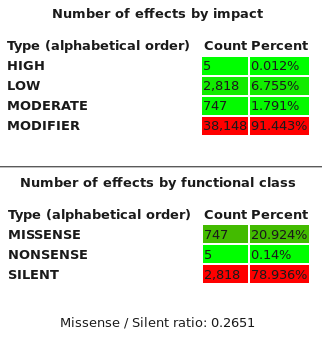 Number of effects by impact
Type (alphabetical order) Count Percent
HIGH 5 0.012%
LOW 2,818 6.755%
MODERATE 747 1.791%
MODIFIER 38,148 91.443%
Number of effects by functional class
Type (alphabetical order) Count Percent
MISSENSE 747 20.924%
NONSENSE 5 0.14%
SILENT 2,818 78.936%
Missense / Silent ratio: 0.2651